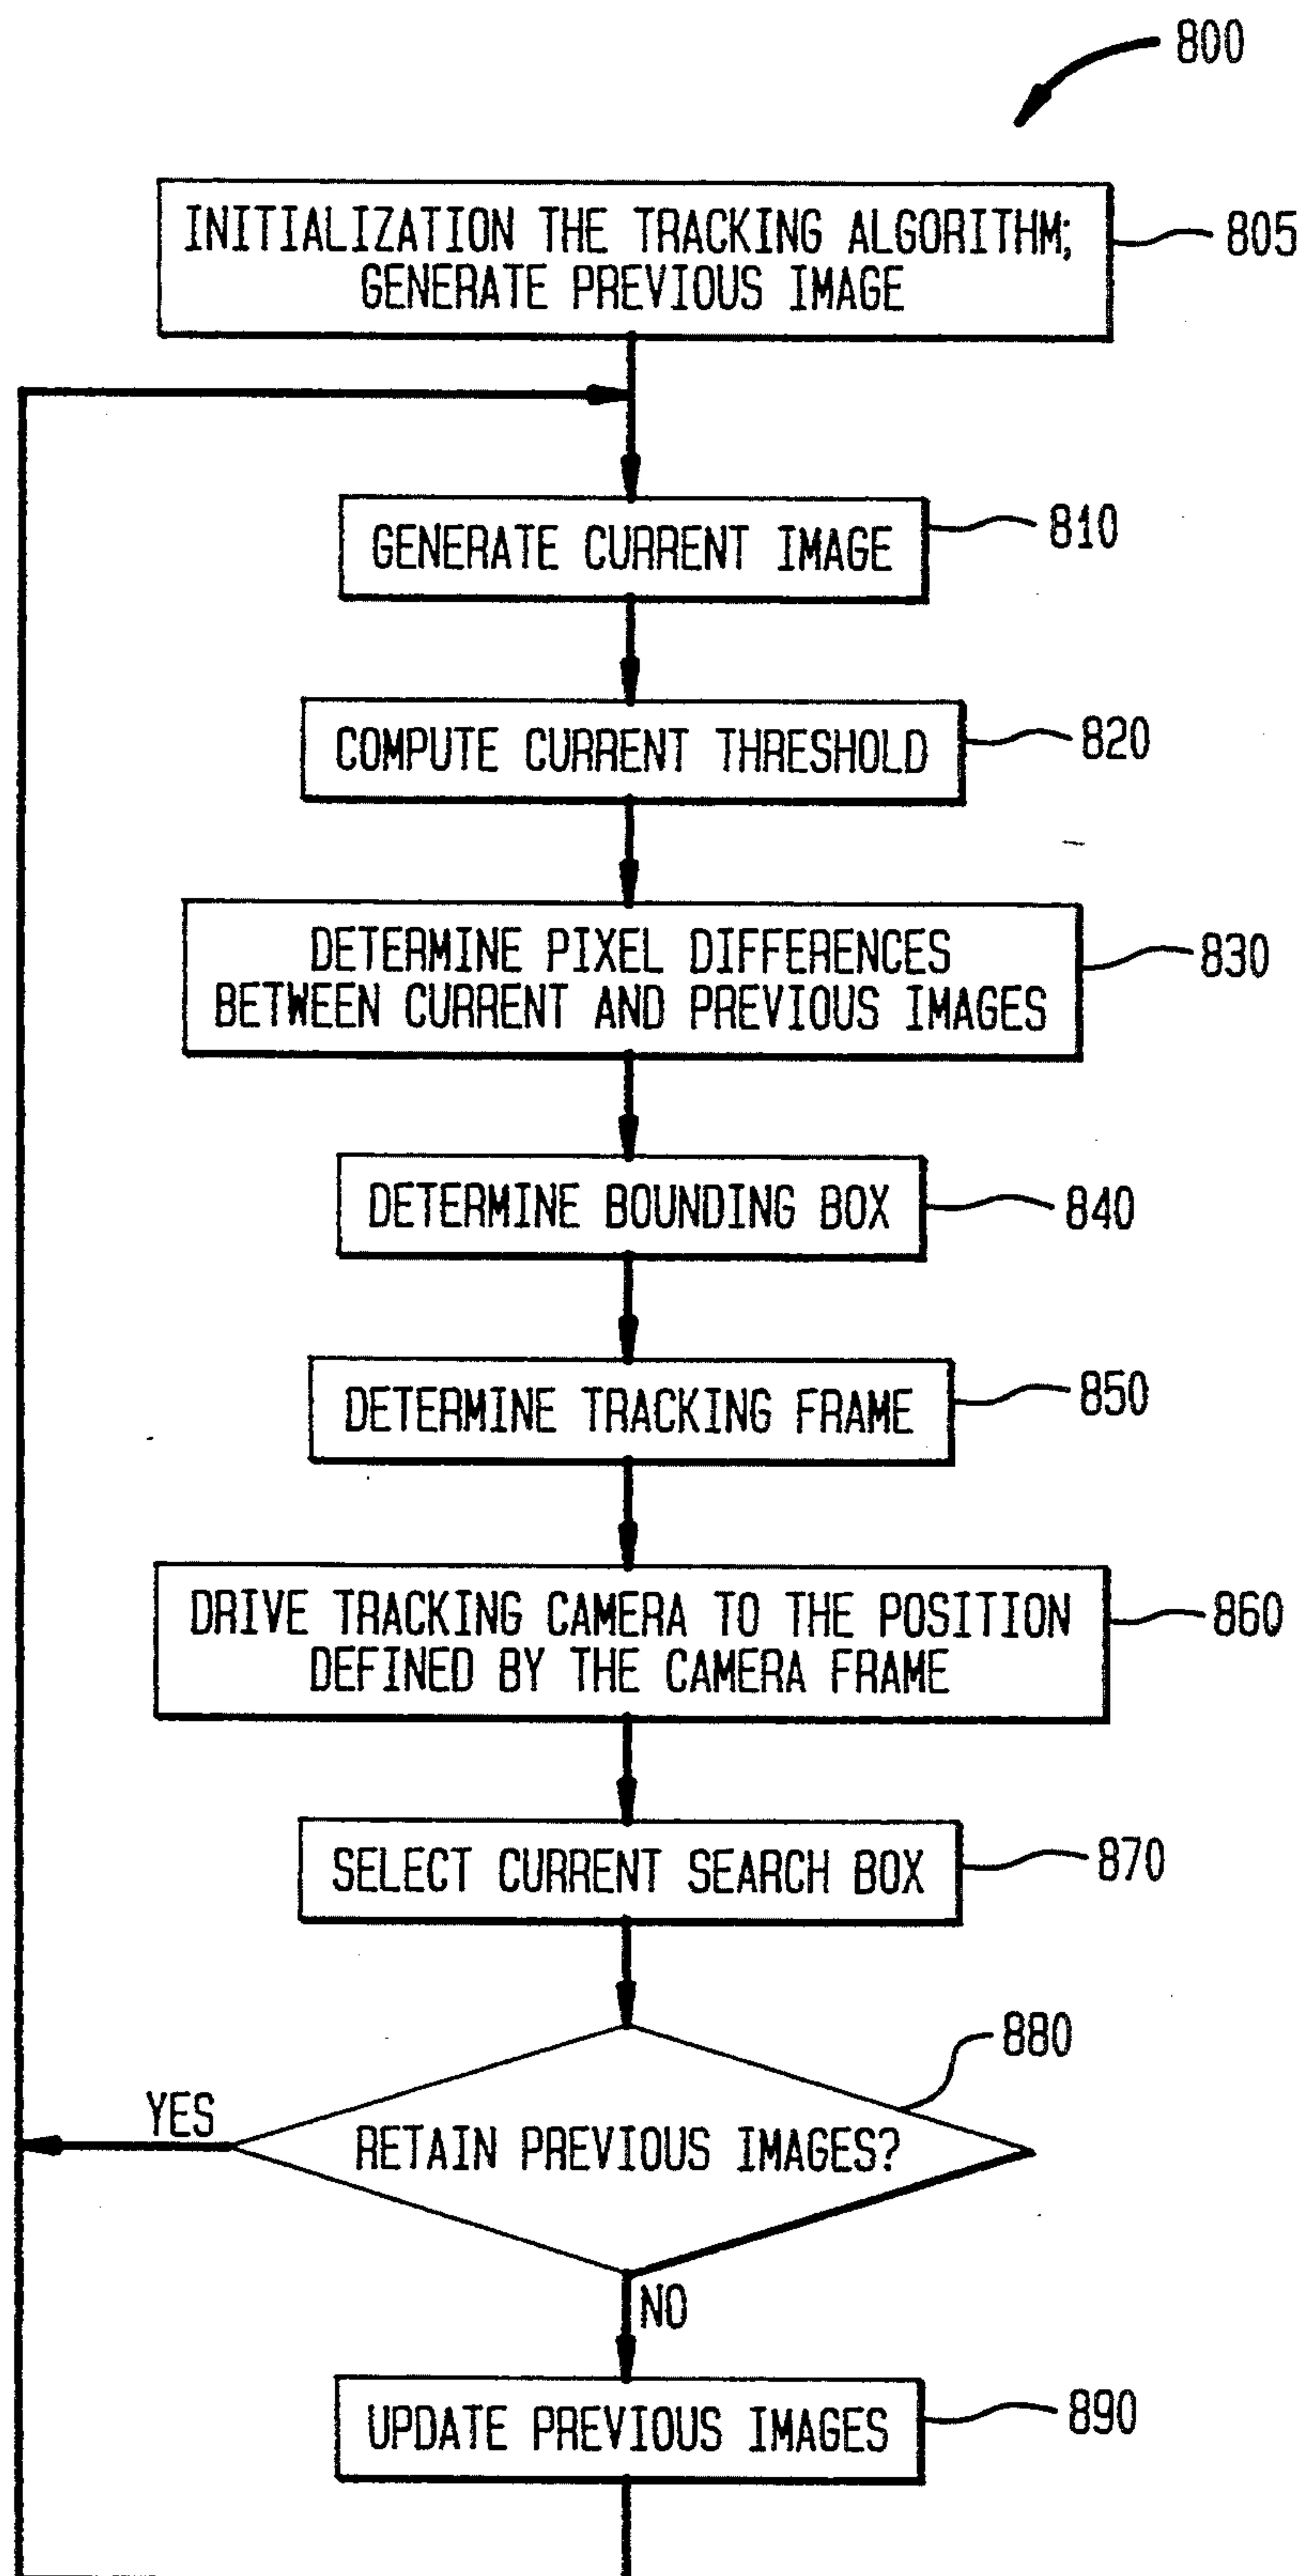 800
INITIALIZATION THE TRACKING ALGORITHM;
GENERATE PREVIOUS IMAGE
805
GENERATE CURRENT IMAGE
810
COMPUTE CURRENT THRESHOLD
820
DETERMINE PIXEL DIFFERENCES
BETWEEN CURRENT AND PREVIOUS IMAGES
830
DETERMINE BOUNDING BOX
840
DETERMINE TRACKING FRAME
850
DRIVE TRACKING CAMERA TO THE POSITION
DEFINED BY THE CAMERA FRAME
860
SELECT CURRENT SEARCH BOX
870
880
YES
RETAIN PREVIOUS IMAGES?
NO
UPDATE PREVIOUS IMAGES
890